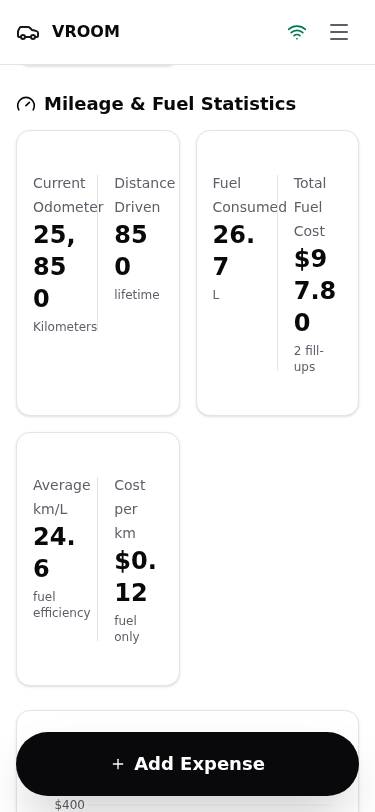 VROOM
Mileage & Fuel Statistics
Current
Odometer
25,
85
0
Kilometers
Distance
Driven
85
0
lifetime
Fuel
Consumed
26.
7
L
Total
Fuel
Cost
$9
7.8
0
2 fill-
ups
Average
km/L
24.
6
fuel
efficiency
Cost
per
km
$0.
12
fuel
only
+ Add Expense
$400